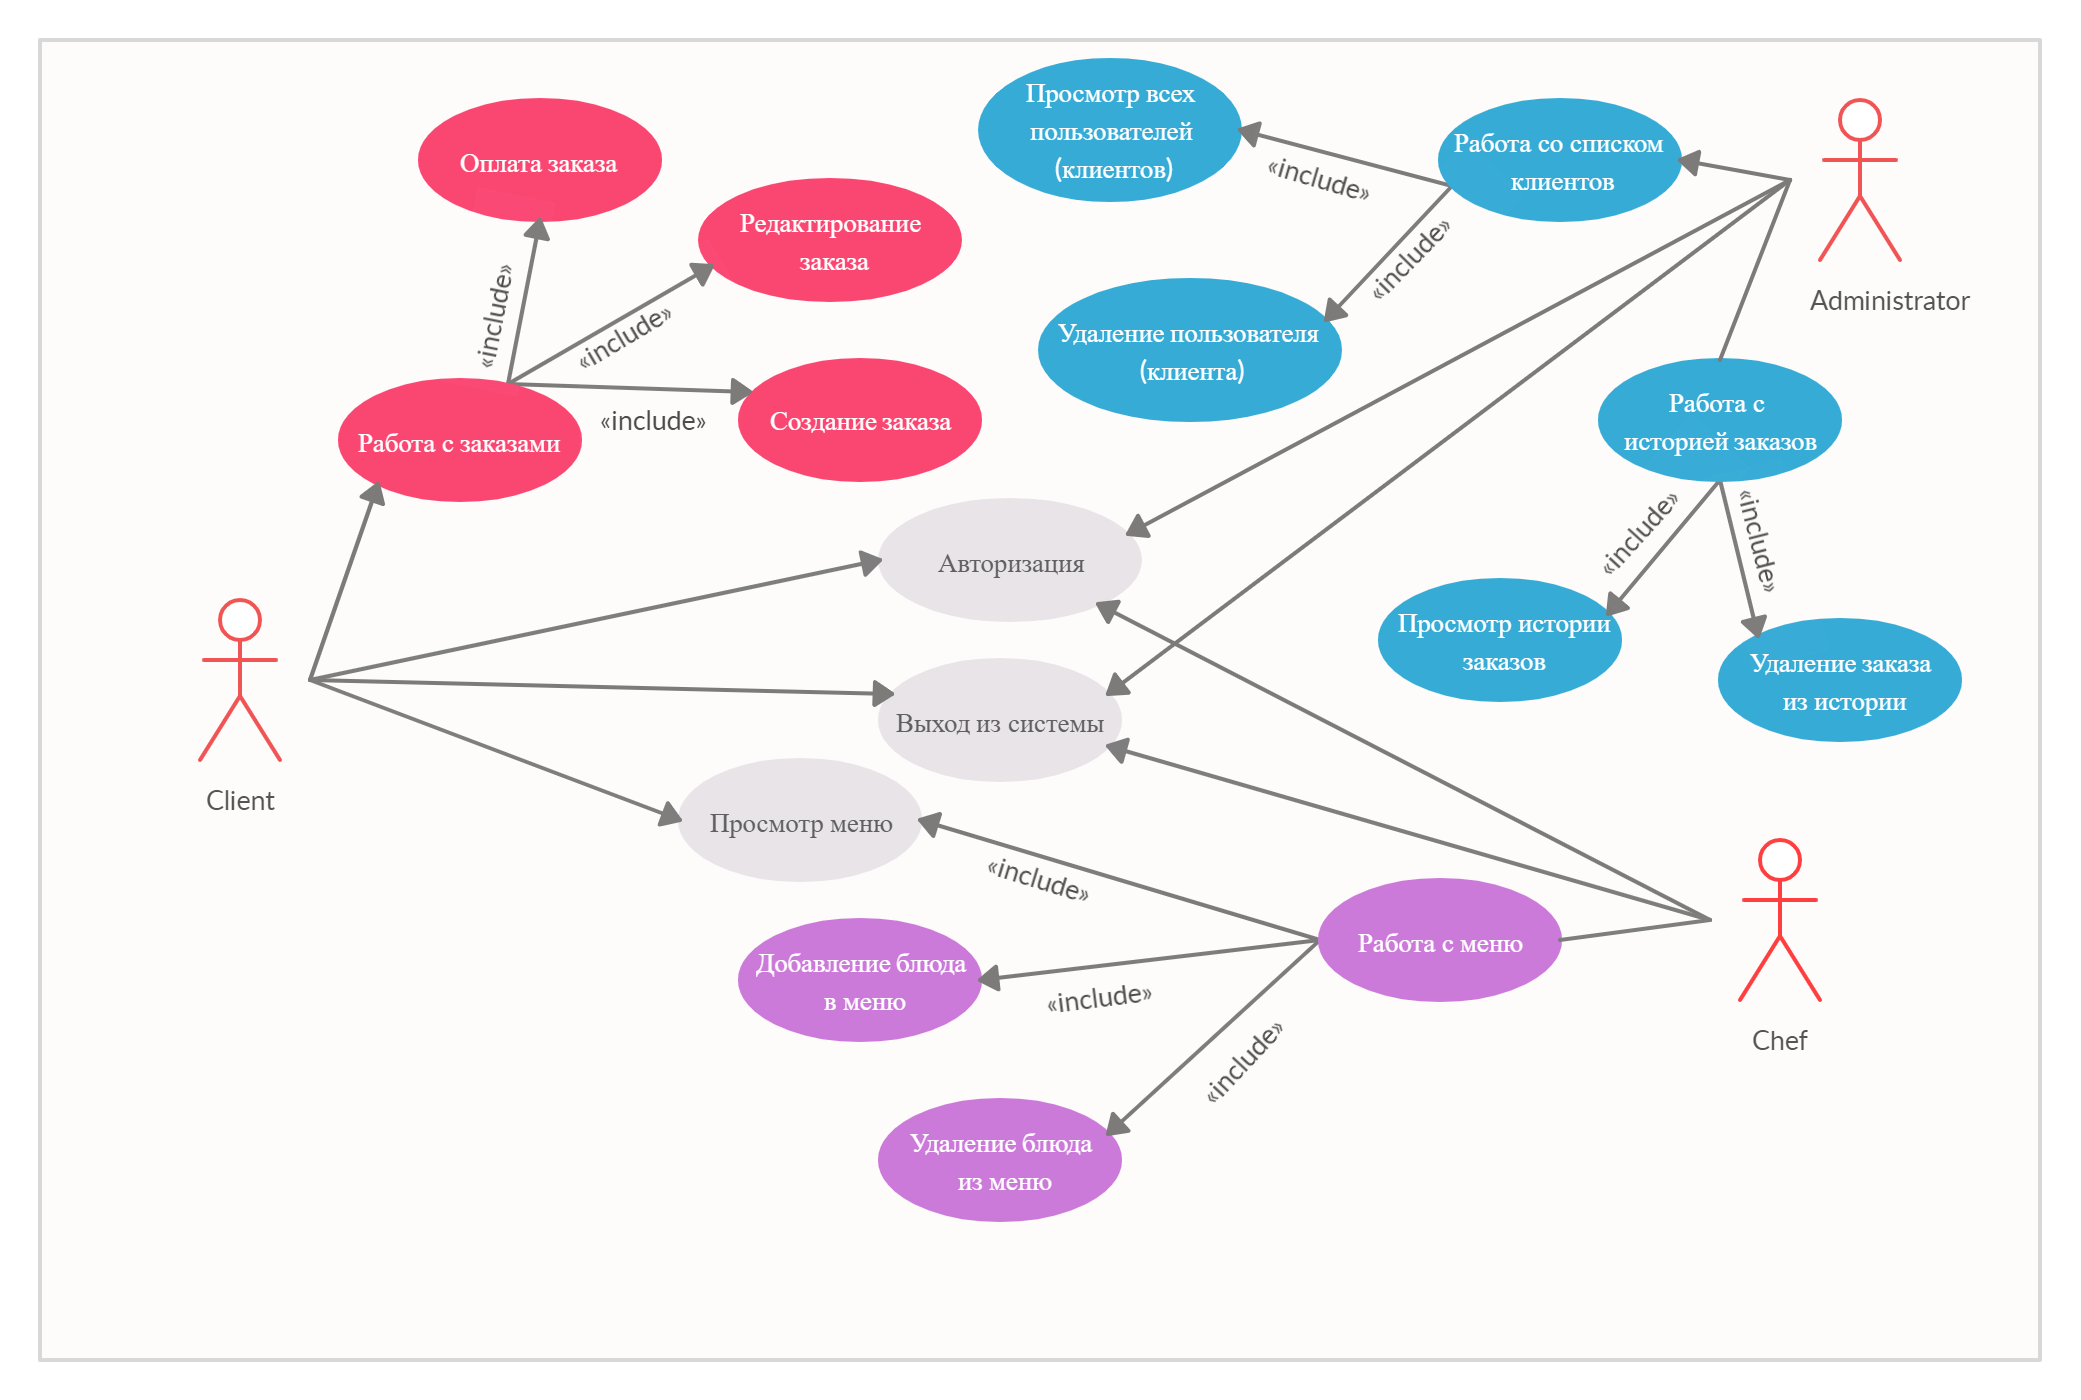 Просмотр всех
пользователей
(клиентов)
Оплата заказа
Работа со списком
клиентов
«include»
Редактирование
заказа
«include»
«include»
Administrator
«include»
Удаление пользователя
(клиента)
«include»
Работа с
историей заказов
Работа с заказами
«include»
Создание заказа
Авторизация
«include»
«include»
Просмотр истории
заказов
Удаление заказа
из истории
Выход из системы
Client
Просмотр меню
«include»
Работа с меню
Добавление блюда
в меню
«include»
Chef
«include»
Удаление блюда
из меню